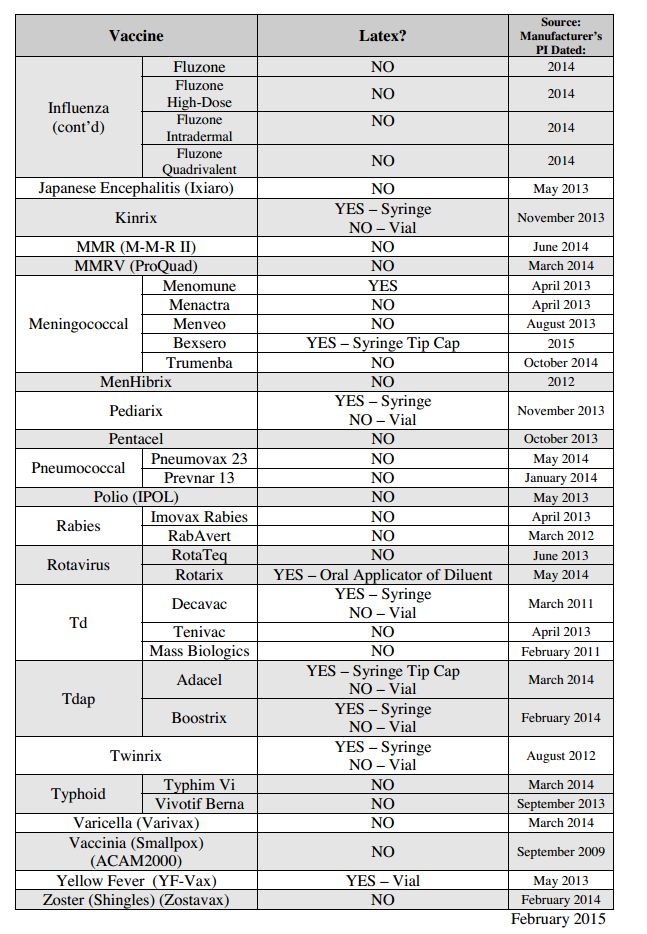 Vaccine Latex? Source:
Manufacturer's
PI Dated:
Influenza
(cont'd)
Fluzone NO 2014
Fluzone
High-Dose NO 2014
Fluzone
Intradermal NO 2014
Fluzone
Quadrivalent NO 2014
Japanese Encephalitis (Ixiaro) NO May 2013
Kinrix YES – Syringe
NO – Vial November 2013
MMR (M-M-R II) NO June 2014
MMRV (ProQuad) NO March 2014
Meningococcal
Menomune YES April 2013
Menactra NO April 2013
Menveo NO August 2013
Bexsero YES – Syringe Tip Cap 2015
Trumenba NO October 2014
MenHibrix NO 2012
Pediarix YES – Syringe
NO – Vial November 2013
Pentacel NO October 2013
Pneumococcal
Pneumovax 23 NO May 2014
Prevnar 13 NO January 2014
Polio (IPOL) NO May 2013
Rabies
Imovax Rabies NO April 2013
RabAvert NO March 2012
Rotavirus
RotaTeq NO June 2013
Rotarix YES – Oral Applicator of Diluent May 2014
Td
Decavac YES – Syringe
NO – Vial March 2011
Tenivac NO April 2013
Mass Biologics NO February 2011
Tdap
Adacel YES – Syringe Tip Cap
NO – Vial March 2014
Boostrix YES – Syringe
NO – Vial February 2014
Twinrix YES – Syringe
NO – Vial August 2012
Typhoid
Typhim Vi NO March 2014
Vivotif Berna NO September 2013
Varicella (Varivax) NO March 2014
Vaccinia (Smallpox)
(ACAM2000) NO September 2009
Yellow Fever (YF-Vax) YES – Vial May 2013
Zoster (Shingles) (Zostavax) NO February 2014
February 2015